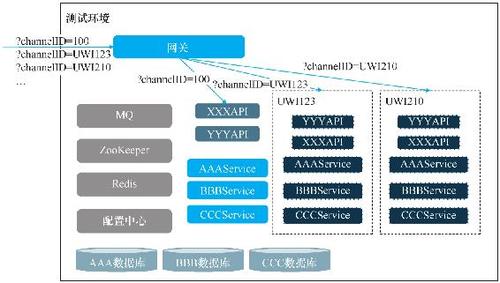 测试环境
?channelID=100
?channelID=UWI123
?channelID=UWI210
...
网关
?channelID=100
?channelID=UWI123
?channelID=UWI210
MQ
ZooKeeper
Redis
配置中心
XXXAPI
YYYAPI
AAAService
BBBService
CCCService
UWI123
YYYAPI
XXXAPI
AAAService
BBBService
CCCService
UWI210
YYYAPI
XXXAPI
AAAService
BBBService
CCCService
AAA数据库
BBB数据库
CCC数据库